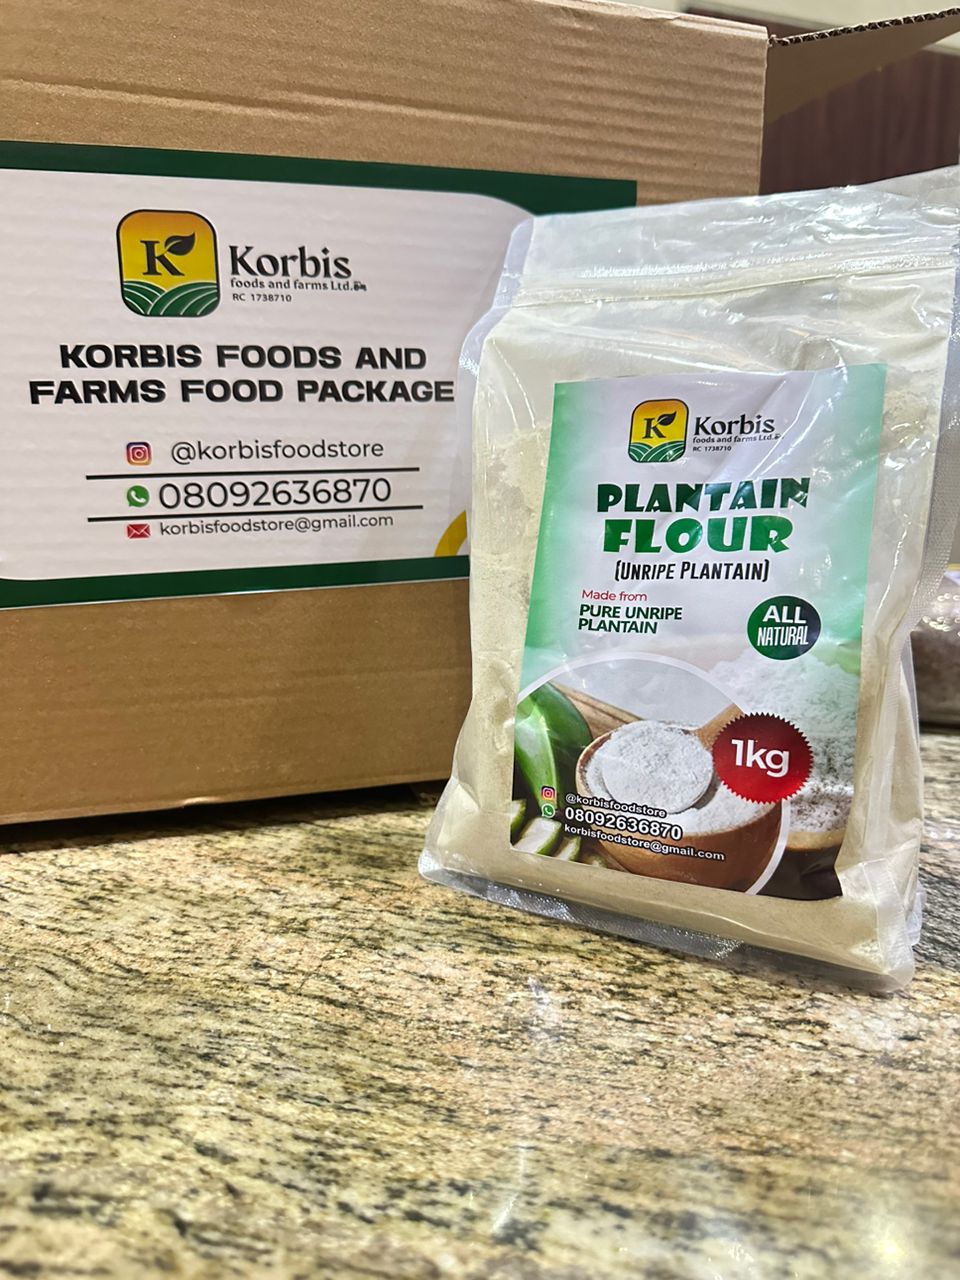 K
Korbis
foods and farms Ltd.
RC 1738710
KORBIS FOODS AND
FARMS FOOD PACKAGE
@korbisfoodstore
08092636870
korbisfoodstore@gmail.com
K
Korbis
foods and farms Ltd.
RC 1738710
PLANTAIN
FLOUR
(UNRIPE PLANTAIN)
Made from
PURE UNRIPE
PLANTAIN
ALL
NATURAL
1kg
@korbisfoodstore
08092636870
korbisfoodstore@gmail.com